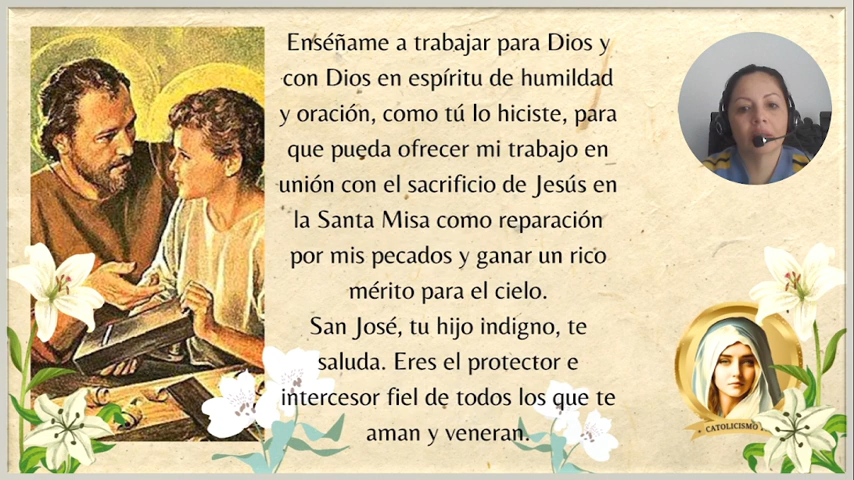 Enséñame a trabajar para Dios y
con Dios en espíritu de humildad
y oración, como tú lo hiciste, para
que pueda ofrecer mi trabajo en
unión con el sacrificio de Jesús en
la Santa Misa como reparación
por mis pecados y ganar un rico
mérito para el cielo.
San José, tu hijo indigno, te
saluda. Eres el protector e
intercesor fiel de todos los que te
aman y veneran.
CATOLICISMO